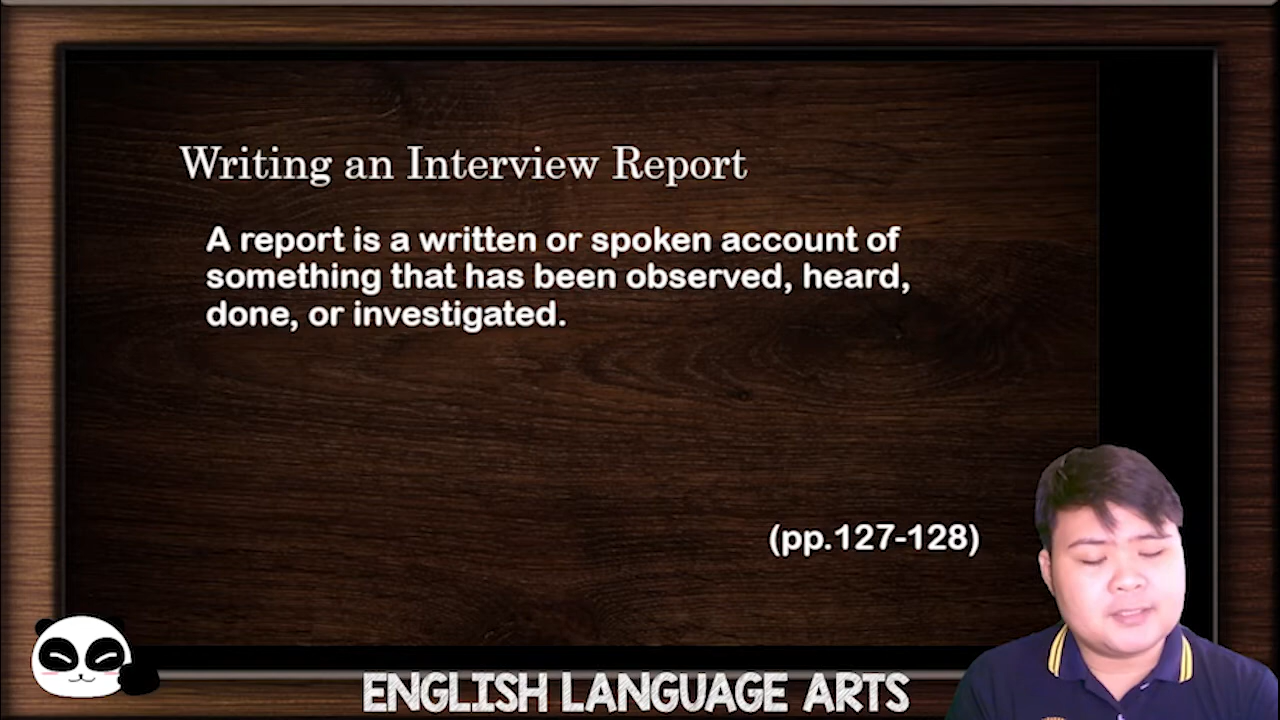 Writing an Interview Report
A report is a written or spoken account of
something that has been observed, heard,
done, or investigated.
(pp.127-128)
ENGLISH LANGUAGE ARTS